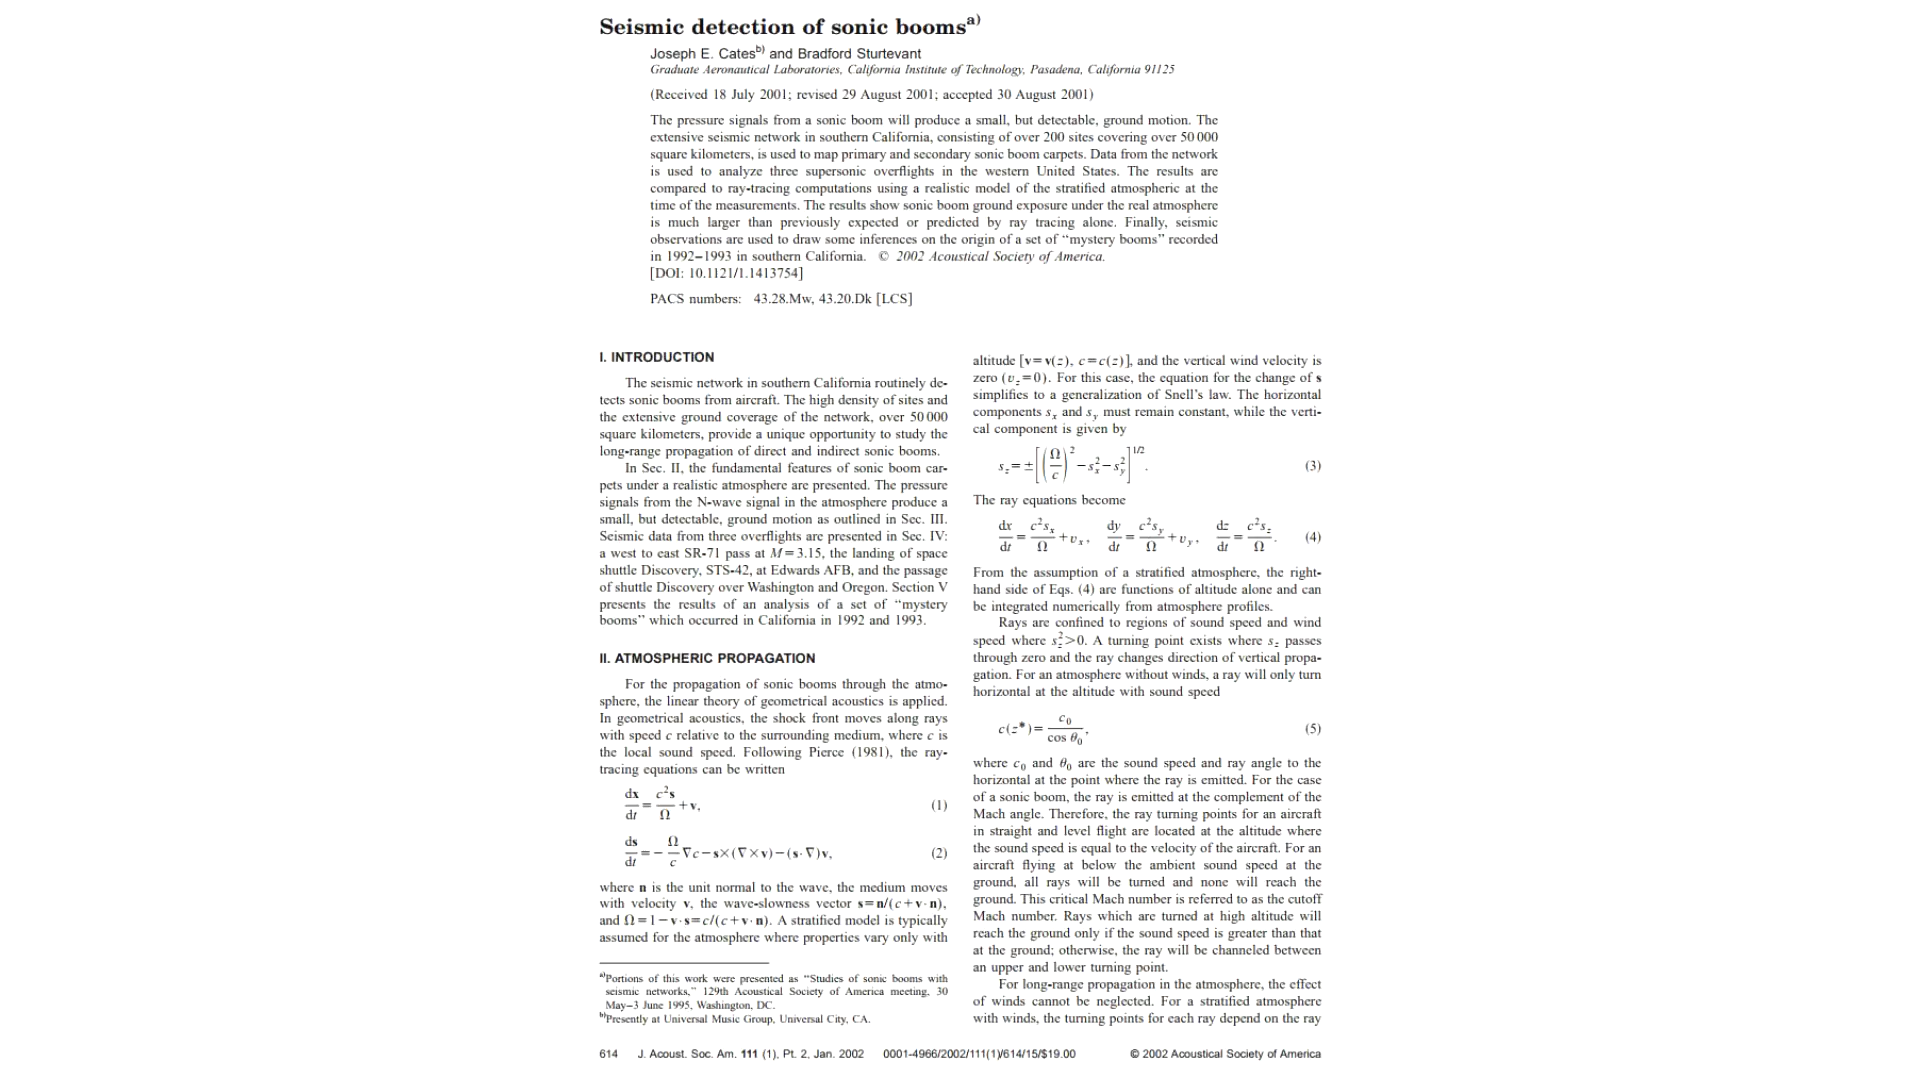 Seismic detection of sonic booms a)
Joseph E. Cates b) and Bradford Sturtevant
Graduate Aeronautical Laboratories, California Institute of Technology, Pasadena, California 91125
(Received 18 July 2001; revised 29 August 2001; accepted 30 August 2001)
The pressure signals from a sonic boom will produce a small, but detectable, ground motion. The
extensive seismic network in southern California, consisting of over 200 sites covering over 50 000
square kilometers, is used to map primary and secondary sonic boom carpets. Data from the network
is used to analyze three supersonic overflights in the western United States. The results are
compared to ray-tracing computations using a realistic model of the stratified atmospheric at the
time of the measurements. The results show sonic boom ground exposure under the real atmosphere
is much larger than previously expected or predicted by ray tracing alone. Finally, seismic
observations are used to draw some inferences on the origin of a set of “mystery booms” recorded
in 1992–1993 in southern California. © 2002 Acoustical Society of America.
[DOI: 10.1121/1.1413754]
PACS numbers: 43.28.Mw, 43.20.Dk [LCS]
I. INTRODUCTION
The seismic network in southern California routinely de-
tects sonic booms from aircraft. The high density of sites and
the extensive ground coverage of the network, over 50 000
square kilometers, provide a unique opportunity to study the
long-range propagation of direct and indirect sonic booms.
In Sec. II, the fundamental features of sonic boom car-
pets under a realistic atmosphere are presented. The pressure
signals from the N-wave signal in the atmosphere produce a
small, but detectable, ground motion as outlined in Sec. III.
Seismic data from three overflights are presented in Sec. IV:
a west to east SR-71 pass at M=3.15, the landing of space
shuttle Discovery, STS-42, at Edwards AFB, and the passage
of shuttle Discovery over Washington and Oregon. Section V
presents the results of an analysis of a set of “mystery
booms” which occurred in California in 1992 and 1993.
II. ATMOSPHERIC PROPAGATION
For the propagation of sonic booms through the atmo-
sphere, the linear theory of geometrical acoustics is applied.
In geometrical acoustics, the shock front moves along rays
with speed c relative to the surrounding medium, where c is
the local sound speed. Following Pierce (1981), the ray-
tracing equations can be written
dx/dt = c²s/Ω + v, (1)
ds/dt = − Ω/c ∇c − s×(∇×v) − (s·∇)v, (2)
where n is the unit normal to the wave, the medium moves
with velocity v, the wave-slowness vector s=n/(c+v·n),
and Ω=1−v·s=c/(c+v·n). A stratified model is typically
assumed for the atmosphere where properties vary only with
a)Portions of this work were presented as “Studies of sonic booms with
seismic networks,” 129th Acoustical Society of America meeting, 30
May–3 June 1995, Washington, DC.
b)Presently at Universal Music Group, Universal City, CA.
altitude [v=v(z), c=c(z)], and the vertical wind velocity is
zero (v_z=0). For this case, the equation for the change of s
simplifies to a generalization of Snell’s law. The horizontal
components s_x and s_y must remain constant, while the verti-
cal component is given by
s_z = ±[(Ω/c)² − s_x² − s_y²]^1/2. (3)
The ray equations become
dx/dt = c²s_x/Ω + v_x, dy/dt = c²s_y/Ω + v_y, dz/dt = c²s_z/Ω. (4)
From the assumption of a stratified atmosphere, the right-
hand side of Eqs. (4) are functions of altitude alone and can
be integrated numerically from atmosphere profiles.
Rays are confined to regions of sound speed and wind
speed where s_z²>0. A turning point exists where s_z passes
through zero and the ray changes direction of vertical propa-
gation. For an atmosphere without winds, a ray will only turn
horizontal at the altitude with sound speed
c(z*) = c₀/cos θ₀, (5)
where c₀ and θ₀ are the sound speed and ray angle to the
horizontal at the point where the ray is emitted. For the case
of a sonic boom, the ray is emitted at the complement of the
Mach angle. Therefore, the ray turning points for an aircraft
in straight and level flight are located at the altitude where
the sound speed is equal to the velocity of the aircraft. For an
aircraft flying at below the ambient sound speed at the
ground, all rays will be turned and none will reach the
ground. This critical Mach number is referred to as the cutoff
Mach number. Rays which are turned at high altitude will
reach the ground only if the sound speed is greater than that
at the ground; otherwise, the ray will be channeled between
an upper and lower turning point.
For long-range propagation in the atmosphere, the effect
of winds cannot be neglected. For a stratified atmosphere
with winds, the turning points for each ray depend on the ray
614 J. Acoust. Soc. Am. 111 (1), Pt. 2, Jan. 2002 0001-4966/2002/111(1)/614/15/$19.00 © 2002 Acoustical Society of America